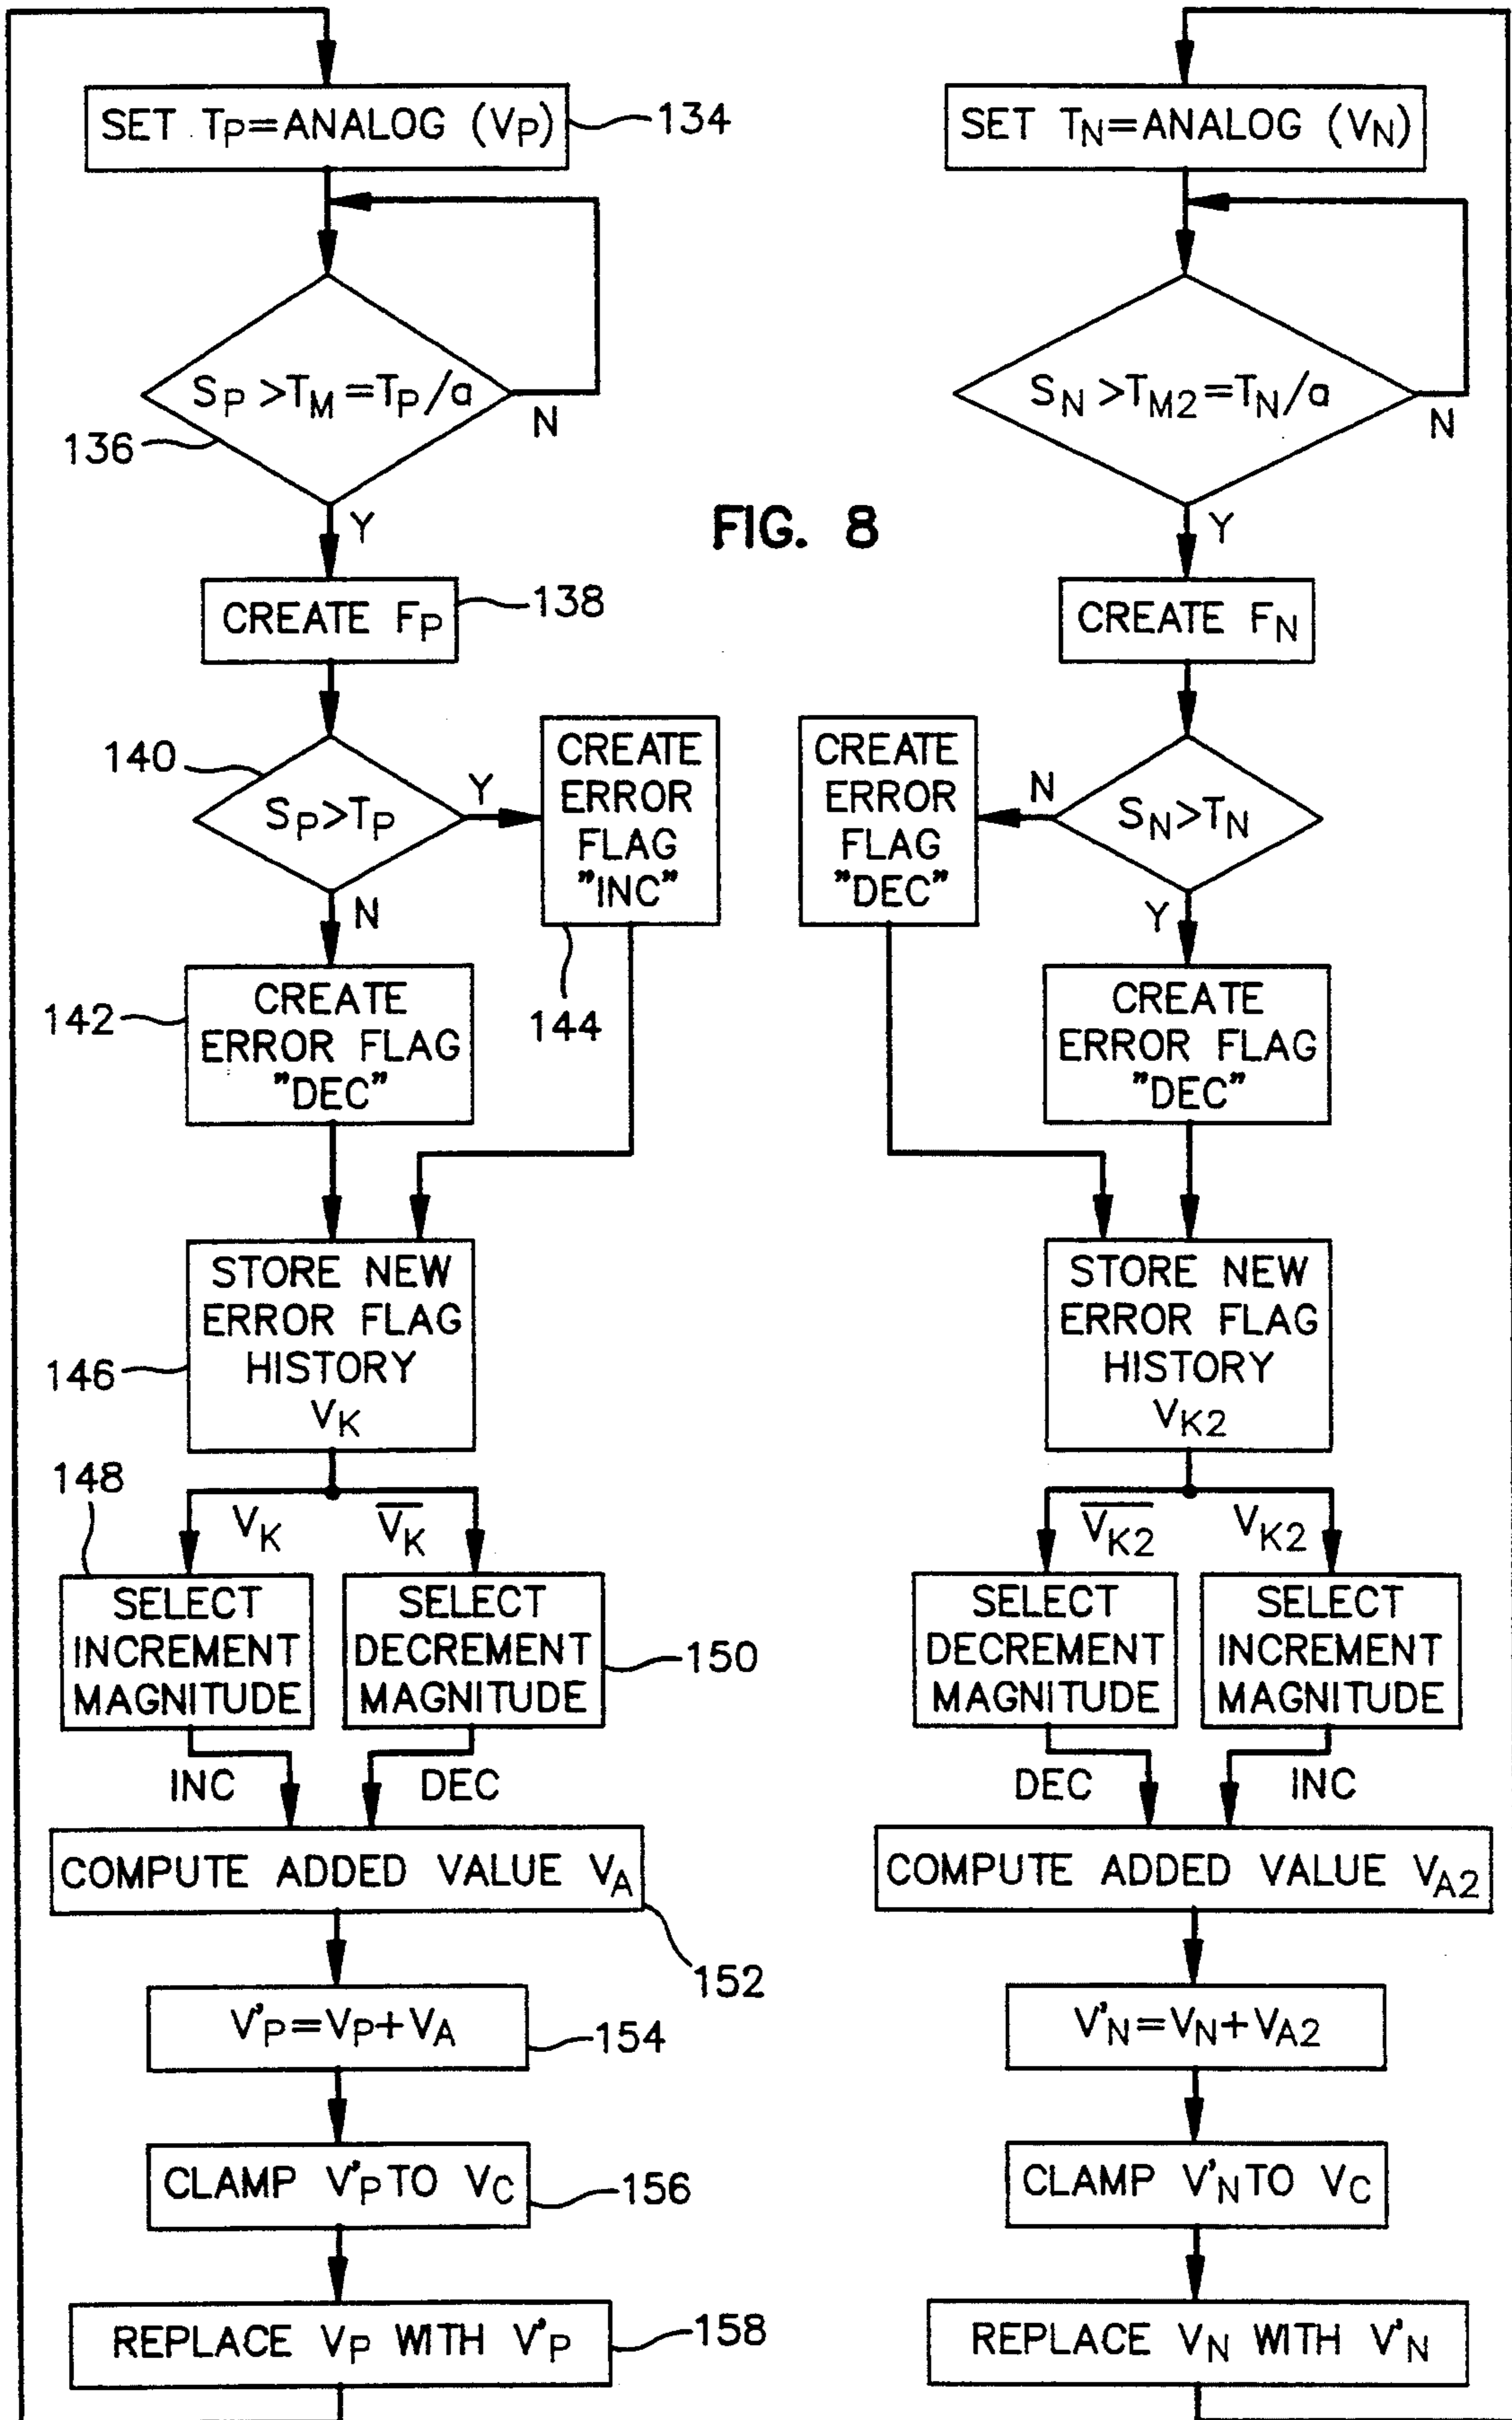 SET TP=ANALOG (VP)
134
SP>TM=TP/a
N
136
Y
CREATE FP
138
140
SP>TP
Y
N
CREATE
ERROR
FLAG
"INC"
144
142
CREATE
ERROR FLAG
"DEC"
STORE NEW
ERROR FLAG
HISTORY
VK
146
148
VK
V̅K̅
SELECT
INCREMENT
MAGNITUDE
SELECT
DECREMENT
MAGNITUDE
150
INC
DEC
COMPUTE ADDED VALUE VA
152
V'P=VP+VA
154
CLAMP V'P TO VC
156
REPLACE VP WITH V'P
158
FIG. 8
SET TN=ANALOG (VN)
SN>TM2=TN/a
N
Y
CREATE FN
SN>TN
N
Y
CREATE
ERROR
FLAG
"DEC"
CREATE
ERROR FLAG
"DEC"
STORE NEW
ERROR FLAG
HISTORY
VK2
V̅K̅2̅
VK2
SELECT
DECREMENT
MAGNITUDE
SELECT
INCREMENT
MAGNITUDE
DEC
INC
COMPUTE ADDED VALUE VA2
V'N=VN+VA2
CLAMP V'N TO VC
REPLACE VN WITH V'N